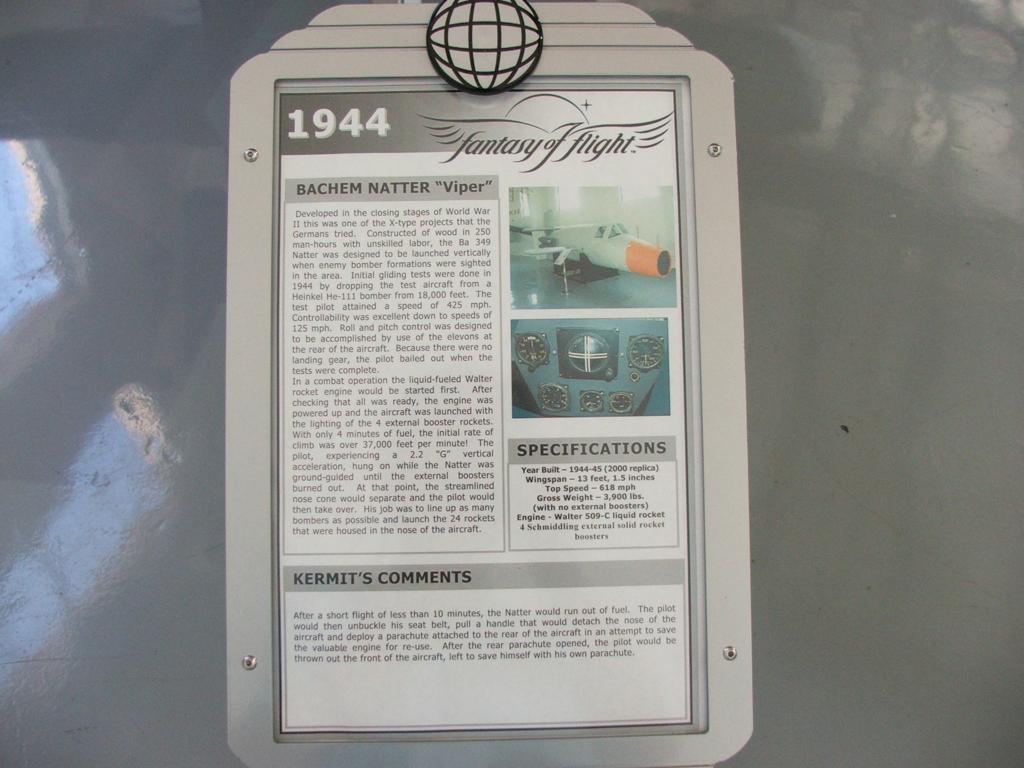 1944
fantasy of flight™
BACHEM NATTER "Viper"
Developed in the closing stages of World War
II this was one of the X-type projects that the
Germans tried. Constructed of wood in 250
man-hours with unskilled labor, the Ba 349
Natter was designed to be launched vertically
when enemy bomber formations were sighted
in the area. Initial gliding tests were done in
1944 by dropping the test aircraft from a
Heinkel He-111 bomber from 18,000 feet. The
test pilot attained a speed of 425 mph.
Controllability was excellent down to speeds of
125 mph. Roll and pitch control was designed
to be accomplished by use of the elevons at
the rear of the aircraft. Because there were no
landing gear, the pilot bailed out when the
tests were complete.
In a combat operation the liquid-fueled Walter
rocket engine would be started first. After
checking that all was ready, the engine was
powered up and the aircraft was launched with
the lighting of the 4 external booster rockets.
With only 4 minutes of fuel, the initial rate of
climb was over 37,000 feet per minute! The
pilot, experiencing a 2.2 "G" vertical
acceleration, hung on while the Natter was
ground-guided until the external boosters
burned out. At that point, the streamlined
nose cone would separate and the pilot would
then take over. His job was to line up as many
bombers as possible and launch the 24 rockets
that were housed in the nose of the aircraft.
SPECIFICATIONS
Year Built – 1944-45 (2000 replica)
Wingspan – 13 feet, 1.5 inches
Top Speed – 618 mph
Gross Weight – 3,900 lbs.
(with no external boosters)
Engine - Walter 509-C liquid rocket
4 Schmiddling external solid rocket
boosters
KERMIT'S COMMENTS
After a short flight of less than 10 minutes, the Natter would run out of fuel. The pilot
would then unbuckle his seat belt, pull a handle that would detach the nose of the
aircraft and deploy a parachute attached to the rear of the aircraft in an attempt to save
the valuable engine for re-use. After the rear parachute opened, the pilot would be
thrown out the front of the aircraft, left to save himself with his own parachute.